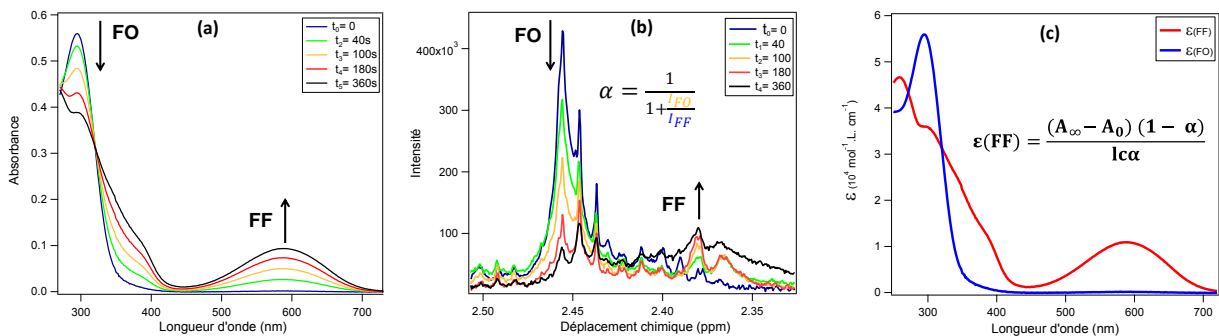 (a)
FO
FF
t₀= 0
t₂= 40s
t₃= 100s
t₄= 180s
t₅= 360s
Absorbance
0.6
0.5
0.4
0.3
0.2
0.1
0.0
300 400 500 600 700
Longueur d'onde (nm)
(b)
FO
FF
t₀= 0
t₁= 40
t₂= 100
t₃= 180
t₄= 360
α = 1 / (1+ I_FO / I_FF)
Intensité
400x10³
300
200
100
2.50 2.45 2.40 2.35
Déplacement chimique (ppm)
(c)
ε(FF)
ε(FO)
ε(FF) = (A∞ − A₀) (1 − α) / lcα
ε (10⁴ mol⁻¹.L. cm⁻¹)
6
5
4
3
2
1
0
300 400 500 600 700
Longueur d'onde (nm)